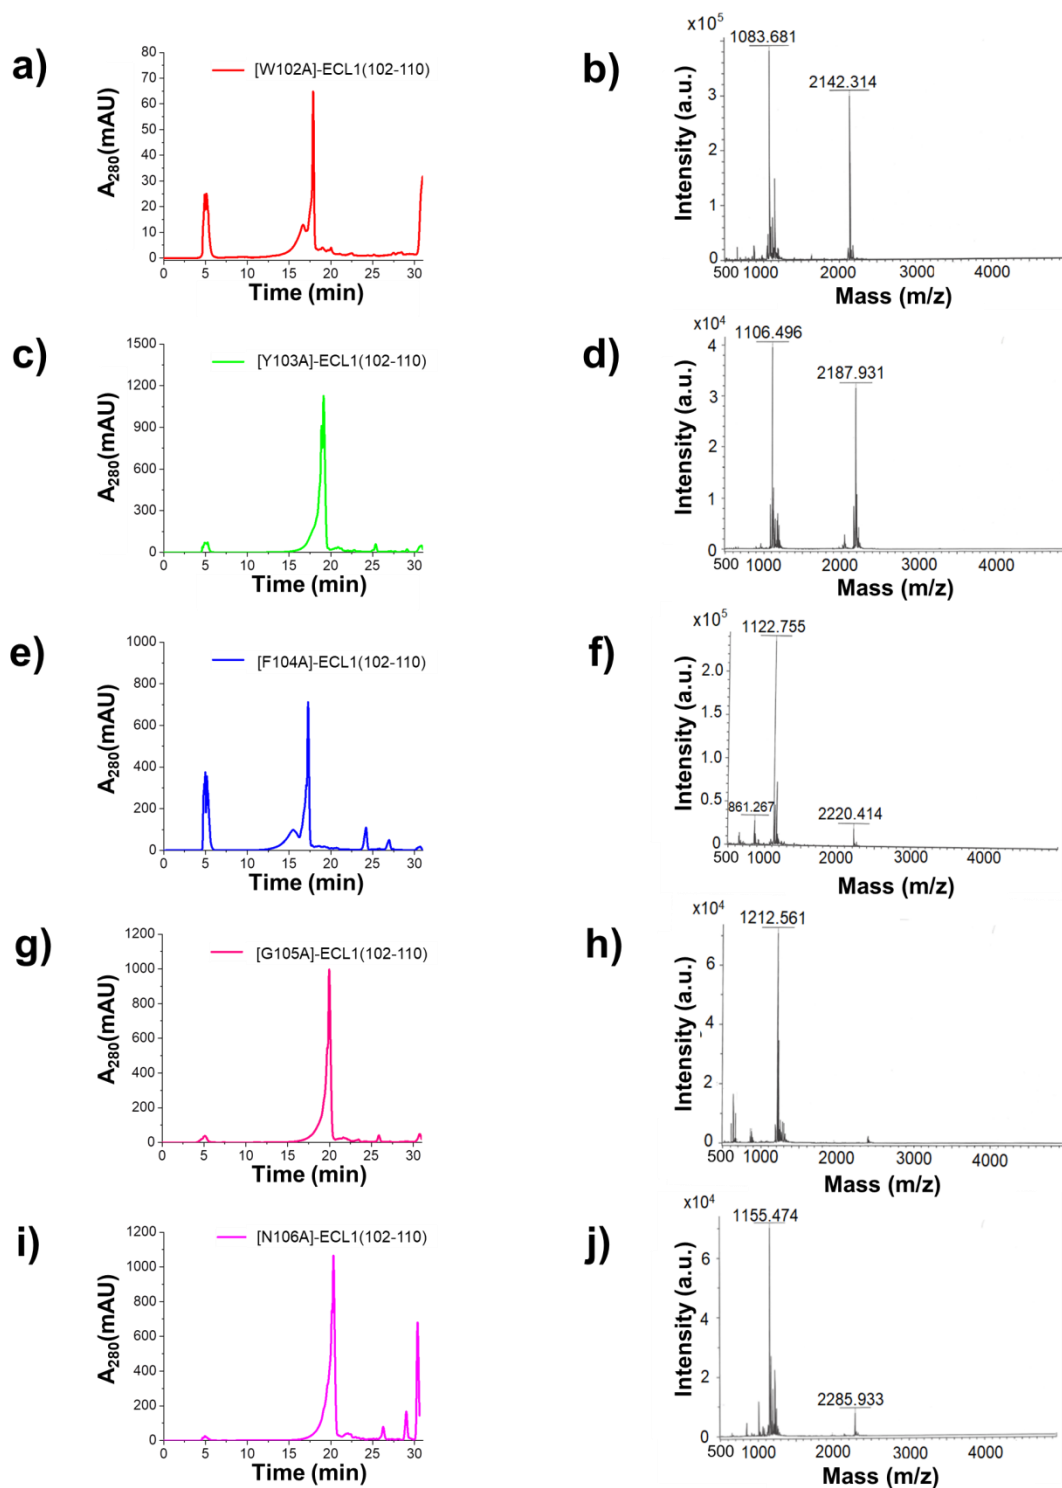 a)
[W102A]-ECL1(102-110)
80
70
60
50
40
30
20
10
0
A280(mAU)
0 5 10 15 20 25 30
Time (min)
b)
x10^5
1083.681
2142.314
3
2
1
0
Intensity (a.u.)
500 1000 2000 3000 4000
Mass (m/z)
c)
[Y103A]-ECL1(102-110)
1500
1200
900
600
300
0
A280(mAU)
0 5 10 15 20 25 30
Time (min)
d)
x10^4
1106.496
2187.931
4
3
2
1
0
Intensity (a.u.)
500 1000 2000 3000 4000
Mass (m/z)
e)
[F104A]-ECL1(102-110)
1000
800
600
400
200
0
A280(mAU)
0 5 10 15 20 25 30
Time (min)
f)
x10^5
1122.755
861.267
2220.414
2.0
1.5
1.0
0.5
0
Intensity (a.u.)
500 1000 2000 3000 4000
Mass (m/z)
g)
[G105A]-ECL1(102-110)
1200
1000
800
600
400
200
0
A280(mAU)
0 5 10 15 20 25 30
Time (min)
h)
x10^4
1212.561
6
4
2
0
Intensity (a.u.)
500 1000 2000 3000 4000
Mass (m/z)
i)
[N106A]-ECL1(102-110)
1200
1000
800
600
400
200
0
A280(mAU)
0 5 10 15 20 25 30
Time (min)
j)
x10^4
1155.474
2285.933
6
4
2
0
Intensity (a.u.)
500 1000 2000 3000 4000
Mass (m/z)